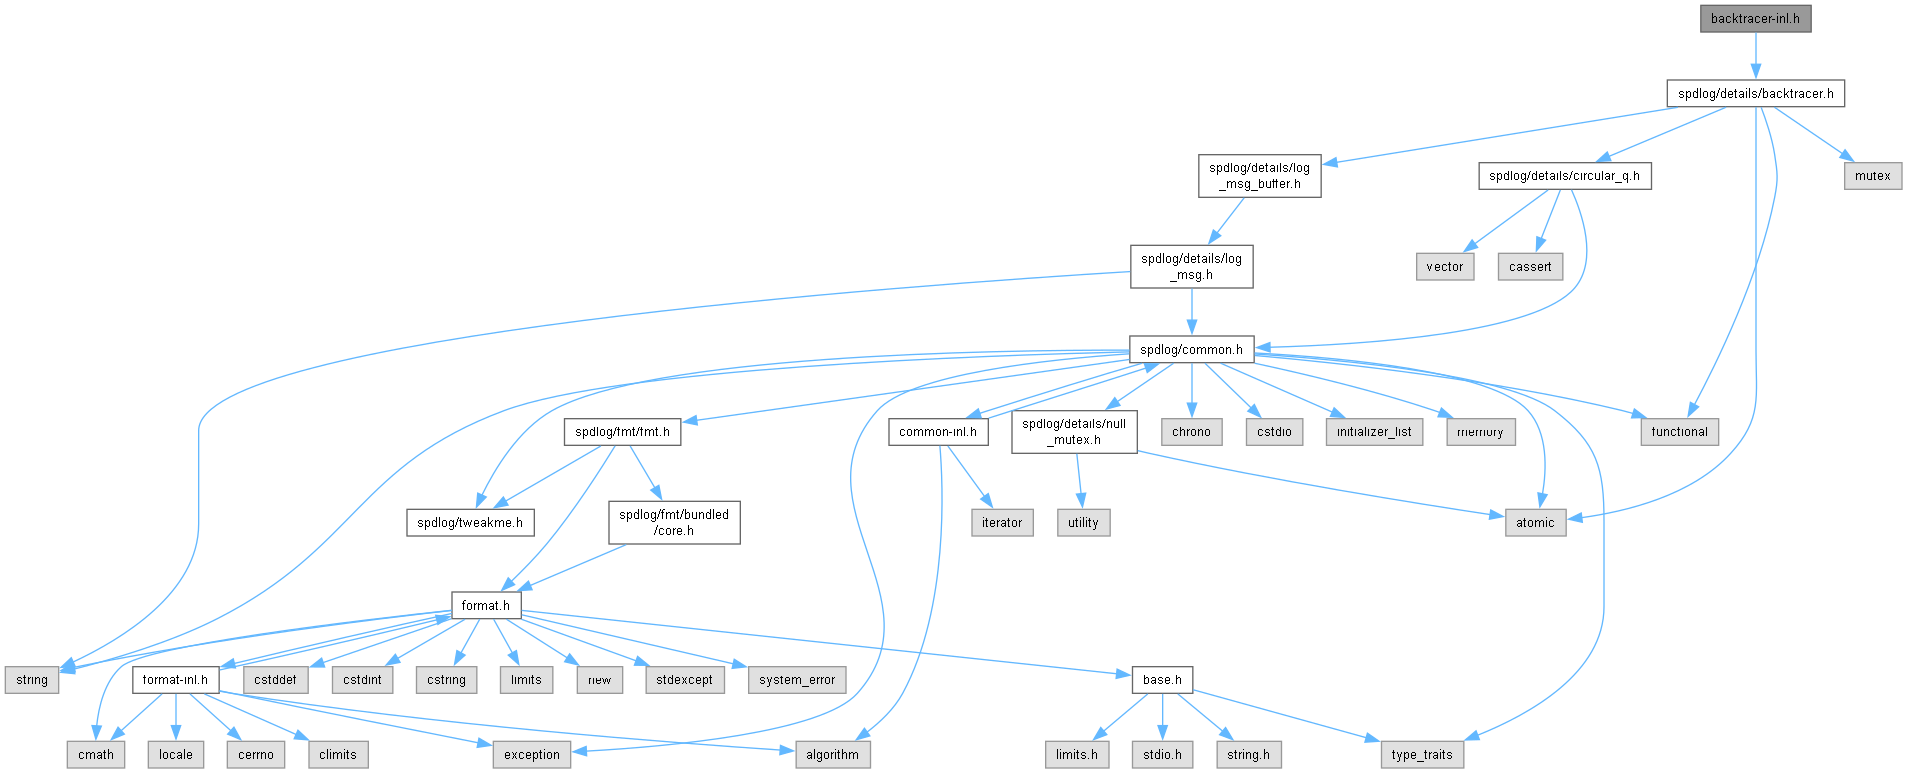 backtracer-inl.h
spdlog/details/backtracer.h
spdlog/details/log
_msg_buffer.h
spdlog/details/circular_q.h
mutex
spdlog/details/log
_msg.h
vector
cassert
spdlog/common.h
spdlog/fmt/fmt.h
common-inl.h
spdlog/details/null
_mutex.h
chrono
cstdio
initializer_list
memory
functional
spdlog/tweakme.h
spdlog/fmt/bundled
/core.h
iterator
utility
atomic
format.h
string
format-inl.h
cstddef
cstdint
cstring
limits
new
stdexcept
system_error
base.h
cmath
locale
cerrno
climits
exception
algorithm
limits.h
stdio.h
string.h
type_traits